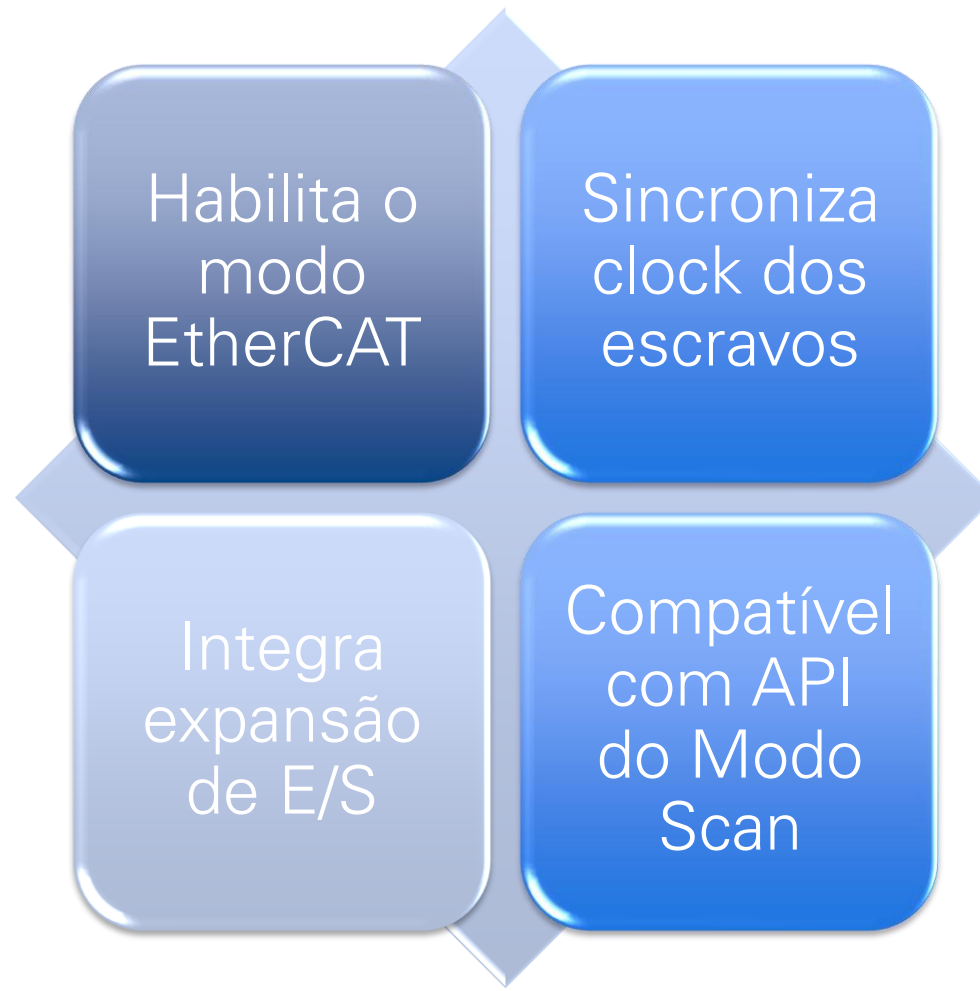 Habilita o
modo
EtherCAT
Sincroniza
clock dos
escravos
Integra
expansão
de E/S
Compatível
com API
do Modo
Scan